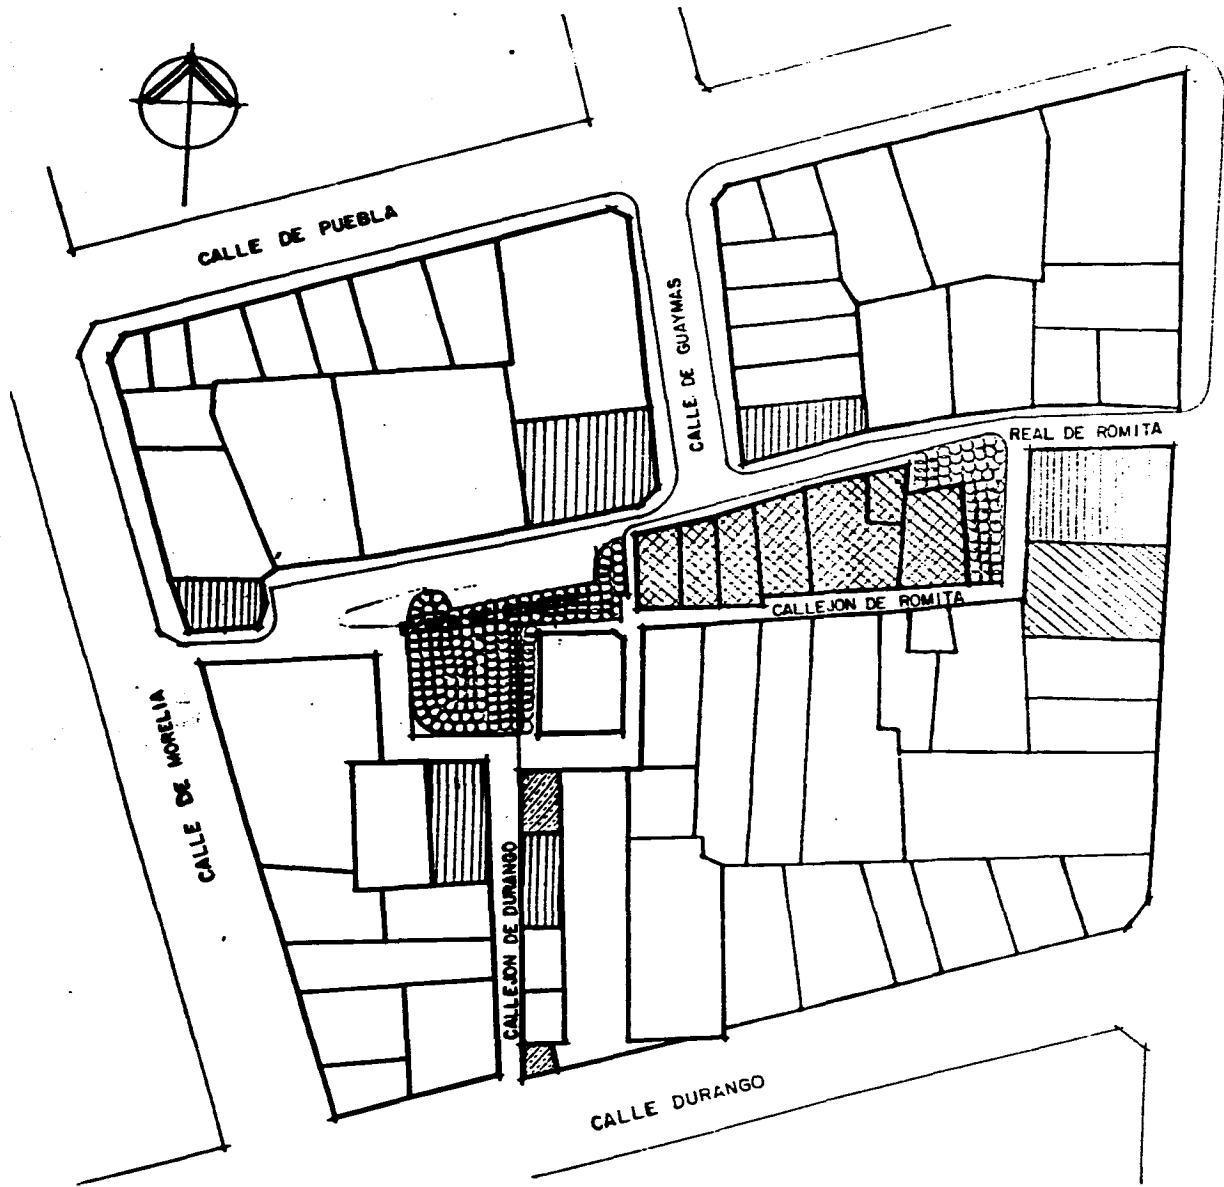 CALLE DE PUEBLA
CALLE DE GUAYMAS
REAL DE ROMITA
CALLEJON DE ROMITA
CALLE DE MORELIA
CALLEJON DE DURANGO
CALLE DURANGO